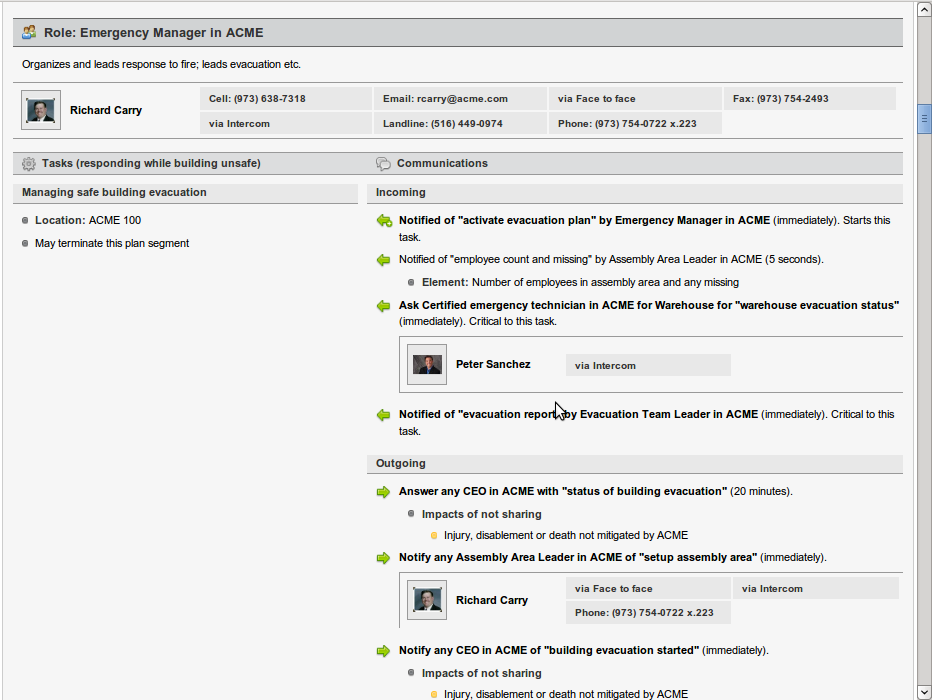 Role: Emergency Manager in ACME
Organizes and leads response to fire; leads evacuation etc.
Richard Carry
Cell: (973) 638-7318
Email: rcarry@acme.com
via Face to face
Fax: (973) 754-2493
via Intercom
Landline: (516) 449-0974
Phone: (973) 754-0722 x.223
Tasks (responding while building unsafe)
Managing safe building evacuation
Location: ACME 100
May terminate this plan segment
Communications
Incoming
Notified of "activate evacuation plan" by Emergency Manager in ACME (immediately). Starts this
task.
Notified of "employee count and missing" by Assembly Area Leader in ACME (5 seconds).
Element: Number of employees in assembly area and any missing
Ask Certified emergency technician in ACME for Warehouse for "warehouse evacuation status"
(immediately). Critical to this task.
Peter Sanchez
via Intercom
Notified of "evacuation report" by Evacuation Team Leader in ACME (immediately). Critical to this
task.
Outgoing
Answer any CEO in ACME with "status of building evacuation" (20 minutes).
Impacts of not sharing
Injury, disablement or death not mitigated by ACME
Notify any Assembly Area Leader in ACME of "setup assembly area" (immediately).
Richard Carry
via Face to face
via Intercom
Phone: (973) 754-0722 x.223
Notify any CEO in ACME of "building evacuation started" (immediately).
Impacts of not sharing
Injury, disablement or death not mitigated by ACME